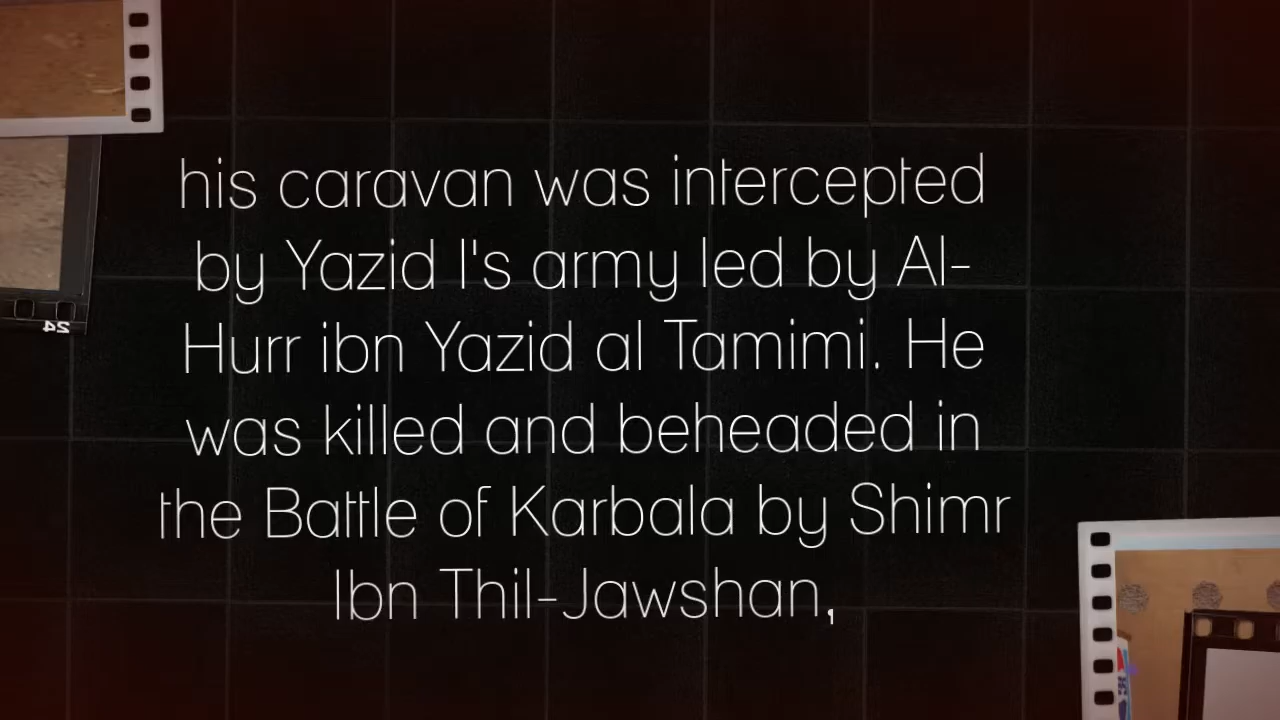 his caravan was intercepted
by Yazid I's army led by Al-
Hurr ibn Yazid al Tamimi. He
was killed and beheaded in
the Battle of Karbala by Shimr
Ibn Thil-Jawshan,
24